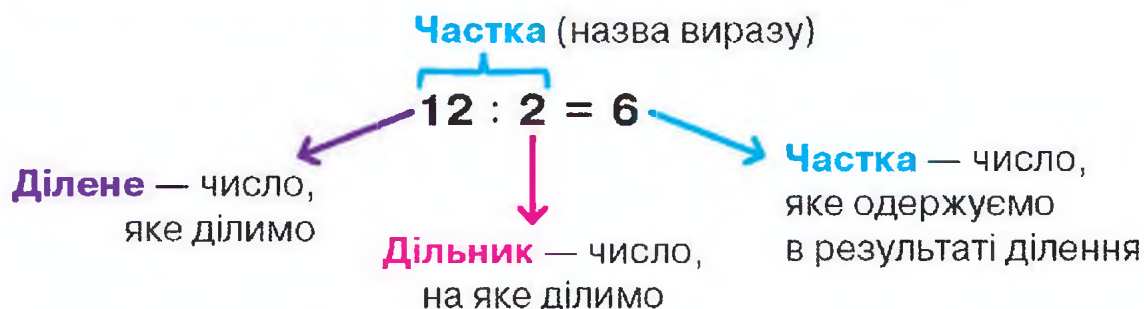 Частка (назва виразу)
12 : 2 = 6
Ділене — число,
яке ділимо
Дільник — число,
на яке ділимо
Частка — число,
яке одержуємо
в результаті ділення